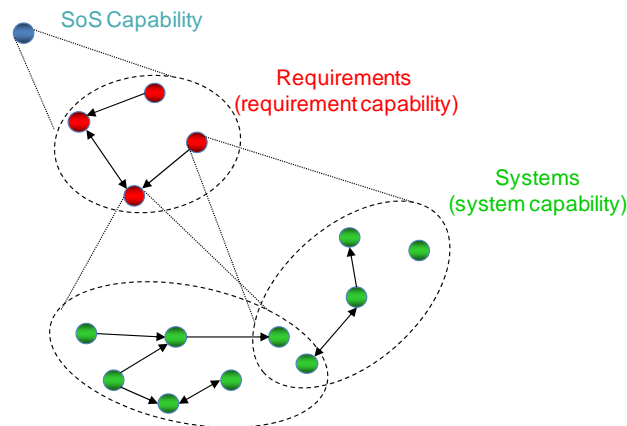 SoS Capability
Requirements
(requirement capability)
Systems
(system capability)